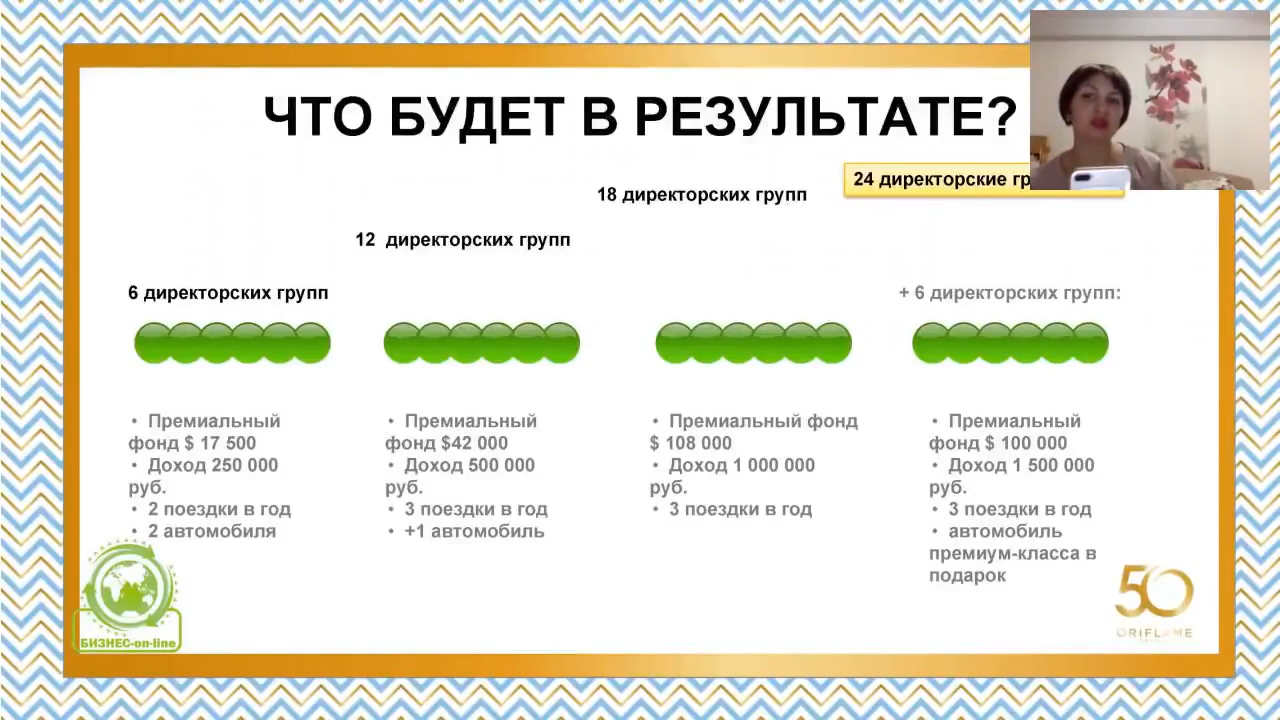 ЧТО БУДЕТ В РЕЗУЛЬТАТЕ?
24 директорские
18 директорских групп
12 директорских групп
6 директорских групп
+ 6 директорских групп:
• Премиальный
фонд $ 17 500
• Доход 250 000
руб.
• 2 поездки в год
• 2 автомобиля
• Премиальный
фонд $42 000
• Доход 500 000
руб.
• 3 поездки в год
• +1 автомобиль
• Премиальный фонд
$ 108 000
• Доход 1 000 000
руб.
• 3 поездки в год
• Премиальный
фонд $ 100 000
• Доход 1 500 000
руб.
• 3 поездки в год
• автомобиль
премиум-класса в
подарок
БИЗНЕС-on-line
50
ORIFLAME